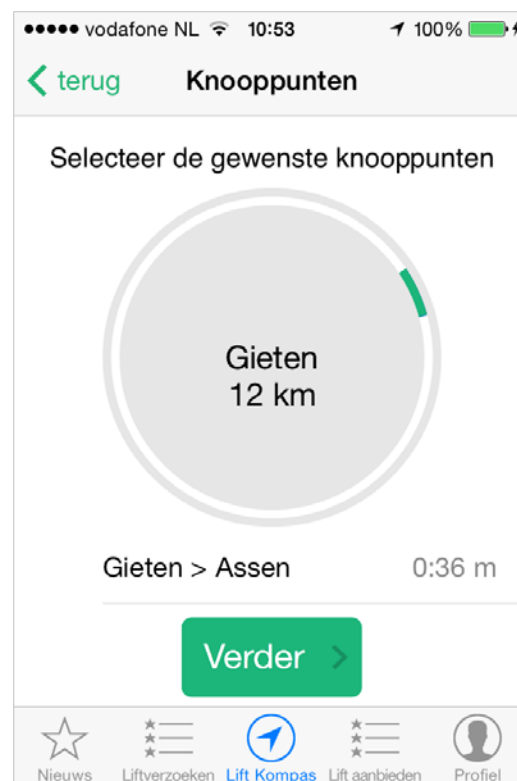 vodafone NL 10:53 100%
terug Knooppunten
Selecteer de gewenste knooppunten
Gieten
12 km
Gieten > Assen 0:36 m
Verder >
Nieuws Liftverzoeken Lift Kompas Lift aanbieden Profiel